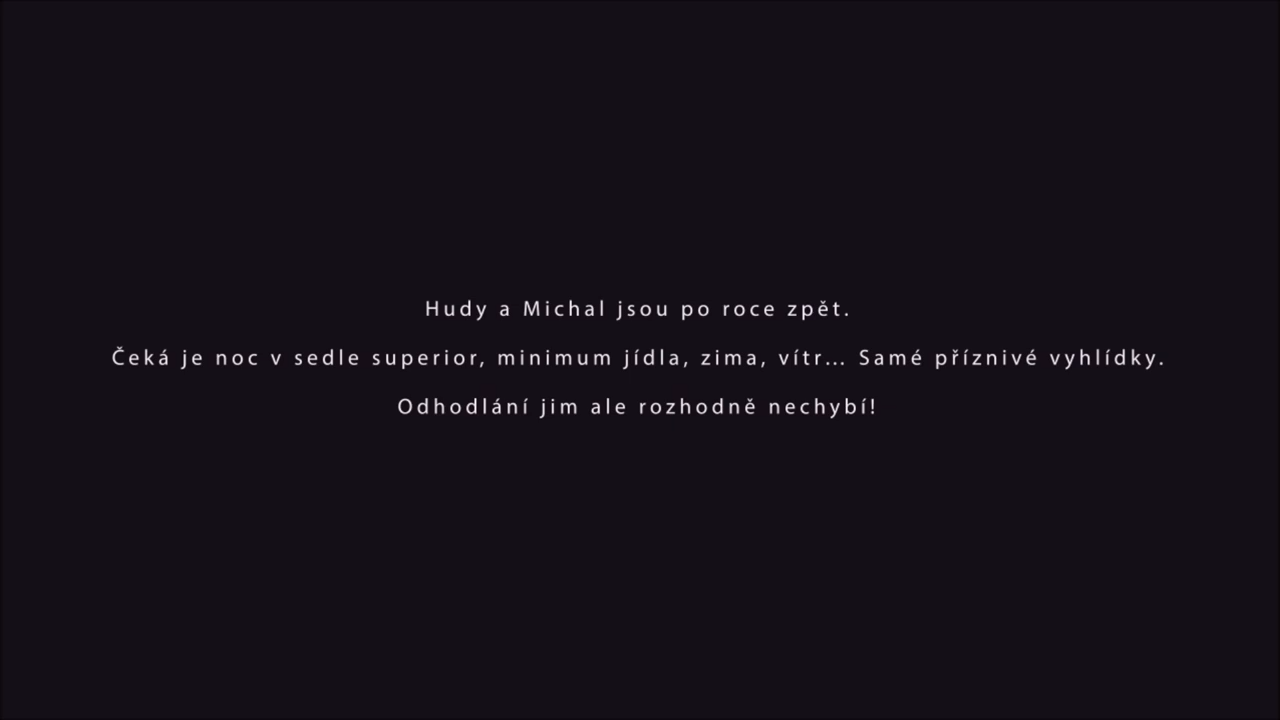 Hudy a Michal jsou po roce zpět.
Čeká je noc v sedle superior, minimum jídla, zima, vítr... Samé příznivé vyhlídky.
Odhodlání jim ale rozhodně nechybí!